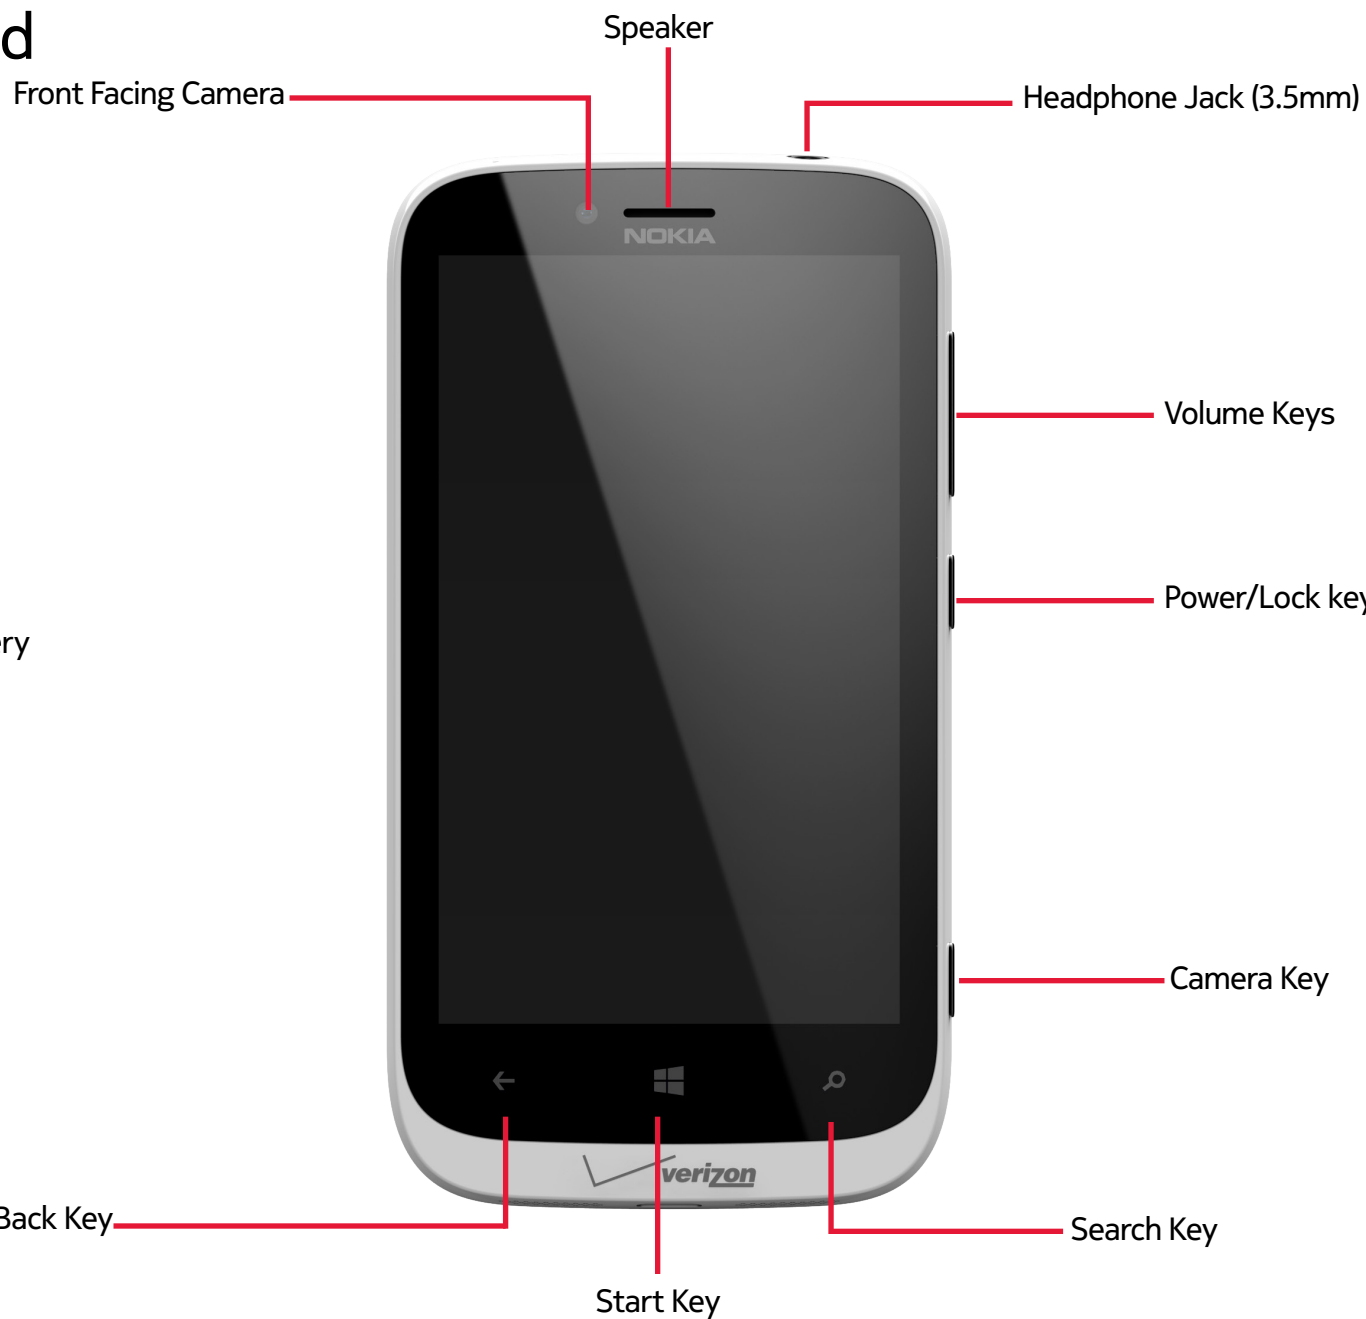 Speaker
Front Facing Camera
Headphone Jack (3.5mm)
NOKIA
Volume Keys
Power/Lock key
ery
verizon
Camera Key
Back Key
Search Key
Start Key
d